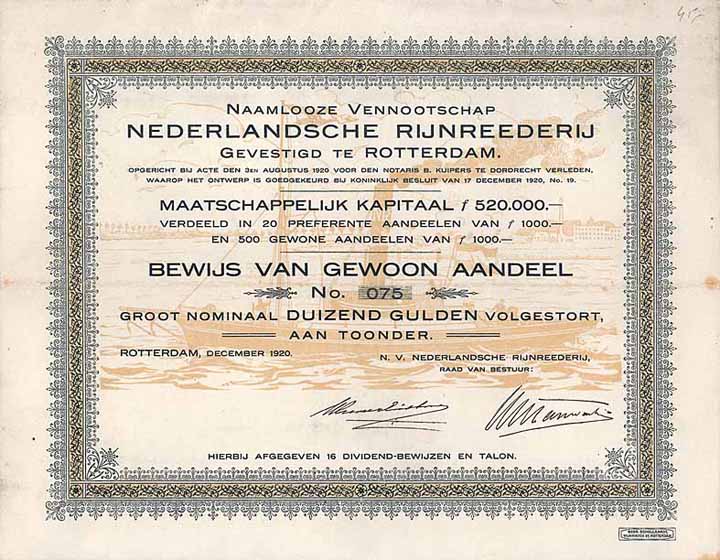 NAAMLOOZE VENNOOTSCHAP
NEDERLANDSCHE RIJNREEDERIJ
GEVESTIGD TE ROTTERDAM.
OPGERICHT BIJ ACTE DEN 3EN AUGUSTUS 1920 VOOR DEN NOTARIS B. KUIPERS TE DORDRECHT VERLEDEN,
WAAROP HET ONTWERP IS GOEDGEKEURD BIJ KONINKLIJK BESLUIT VAN 17 DECEMBER 1920, No. 19.
MAATSCHAPPELIJK KAPITAAL ƒ 520.000.—
VERDEELD IN 20 PREFERENTE AANDEELEN VAN ƒ 1000.—
EN 500 GEWONE AANDEELEN VAN ƒ 1000.—
BEWIJS VAN GEWOON AANDEEL
No. 075
GROOT NOMINAAL DUIZEND GULDEN VOLGESTORT,
AAN TOONDER.
ROTTERDAM, DECEMBER 1920.
N. V. NEDERLANDSCHE RIJNREEDERIJ,
RAAD VAN BESTUUR:
HIERBIJ AFGEGEVEN 16 DIVIDEND-BEWIJZEN EN TALON.